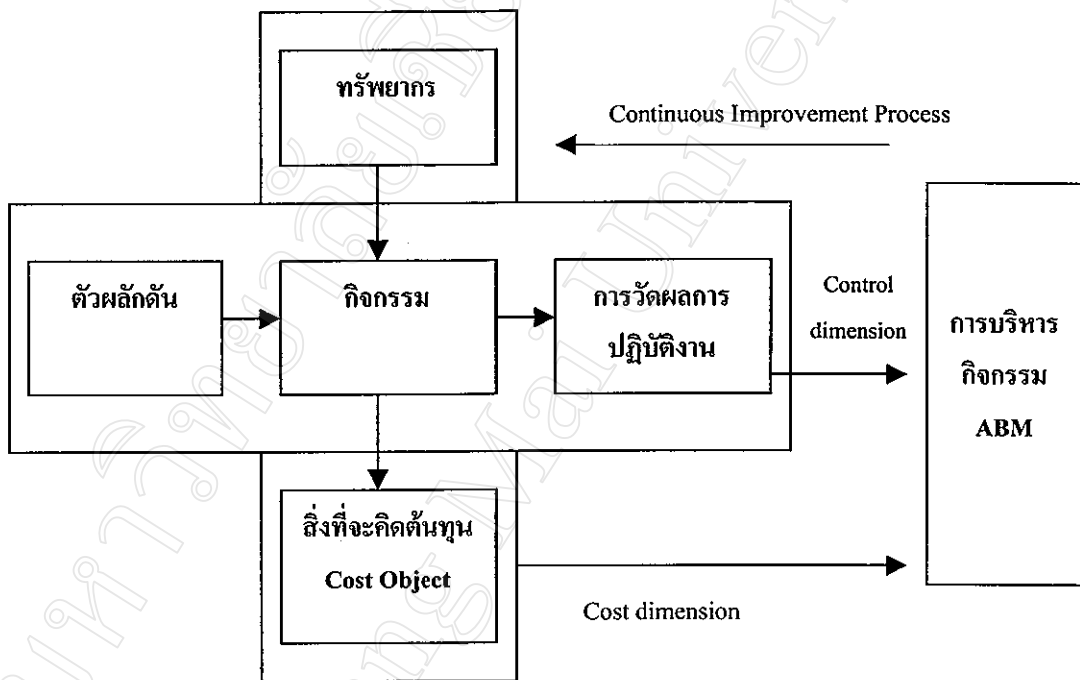 ทรัพยากร
Continuous Improvement Process
ตัวผลักดัน
กิจกรรม
การวัดผลการ
ปฏิบัติงาน
Control
dimension
การบริหาร
กิจกรรม
ABM
สิ่งที่จะคิดต้นทุน
Cost Object
Cost dimension